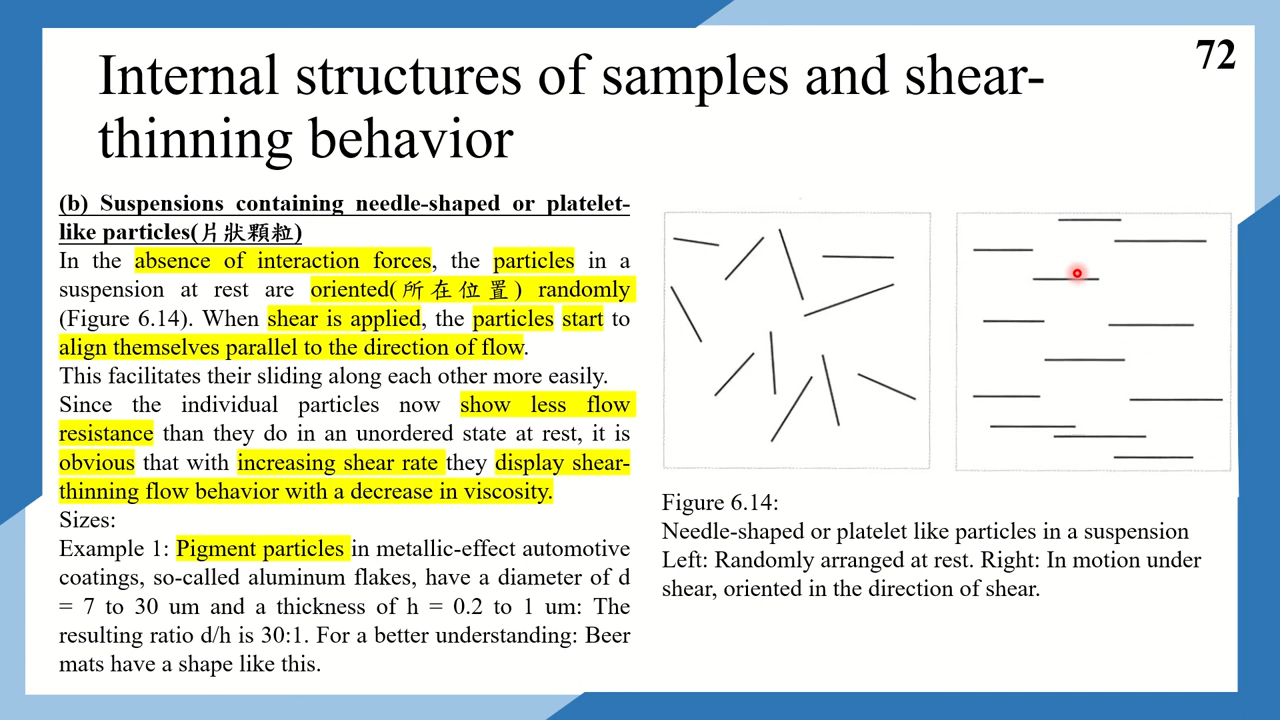 72
Internal structures of samples and shear-
thinning behavior
(b) Suspensions containing needle-shaped or platelet-
like particles(片狀顆粒)
In the absence of interaction forces, the particles in a
suspension at rest are oriented(所在位置) randomly
(Figure 6.14). When shear is applied, the particles start to
align themselves parallel to the direction of flow.
This facilitates their sliding along each other more easily.
Since the individual particles now show less flow
resistance than they do in an unordered state at rest, it is
obvious that with increasing shear rate they display shear-
thinning flow behavior with a decrease in viscosity.
Sizes:
Example 1: Pigment particles in metallic-effect automotive
coatings, so-called aluminum flakes, have a diameter of d
= 7 to 30 um and a thickness of h = 0.2 to 1 um: The
resulting ratio d/h is 30:1. For a better understanding: Beer
mats have a shape like this.
Figure 6.14:
Needle-shaped or platelet like particles in a suspension
Left: Randomly arranged at rest. Right: In motion under
shear, oriented in the direction of shear.